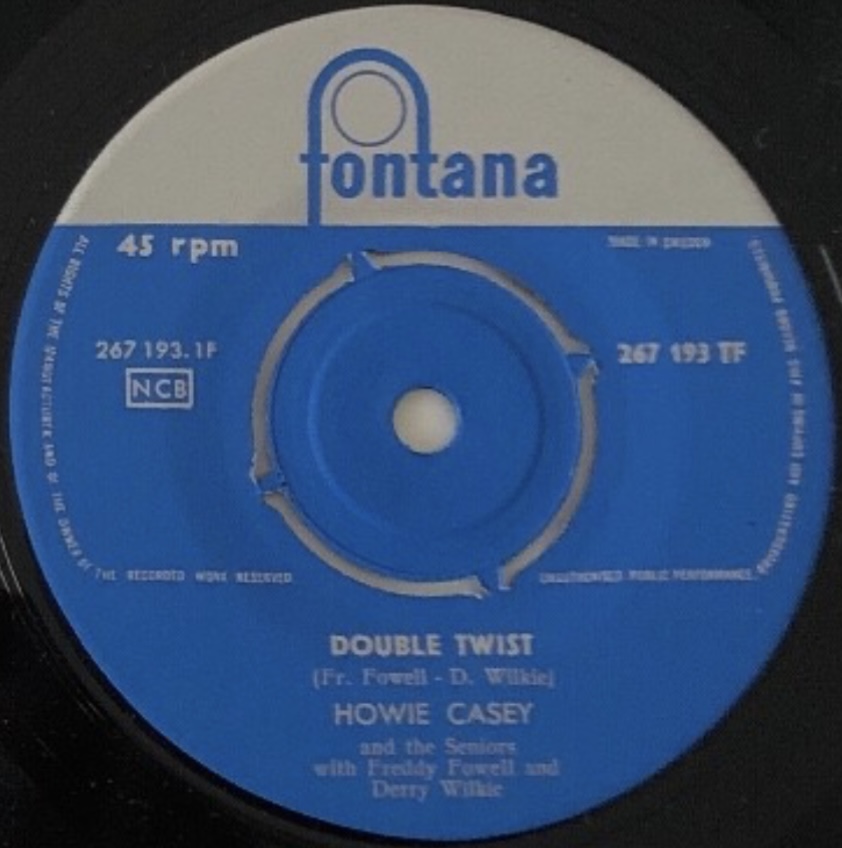 fontana
45 rpm
MADE IN SWEDEN
267 193.1F
267 193 TF
NCB
ALL RIGHTS OF THE MANUFACTURER AND OF THE OWNER OF THE RECORDED WORK RESERVED
UNAUTHORISED PUBLIC PERFORMANCE, BROADCASTING AND COPYING OF THIS RECORD PROHIBITED
DOUBLE TWIST
(Fr. Fowell - D. Wilkie)
HOWIE CASEY
and the Seniors
with Freddy Fowell and
Derry Wilkie